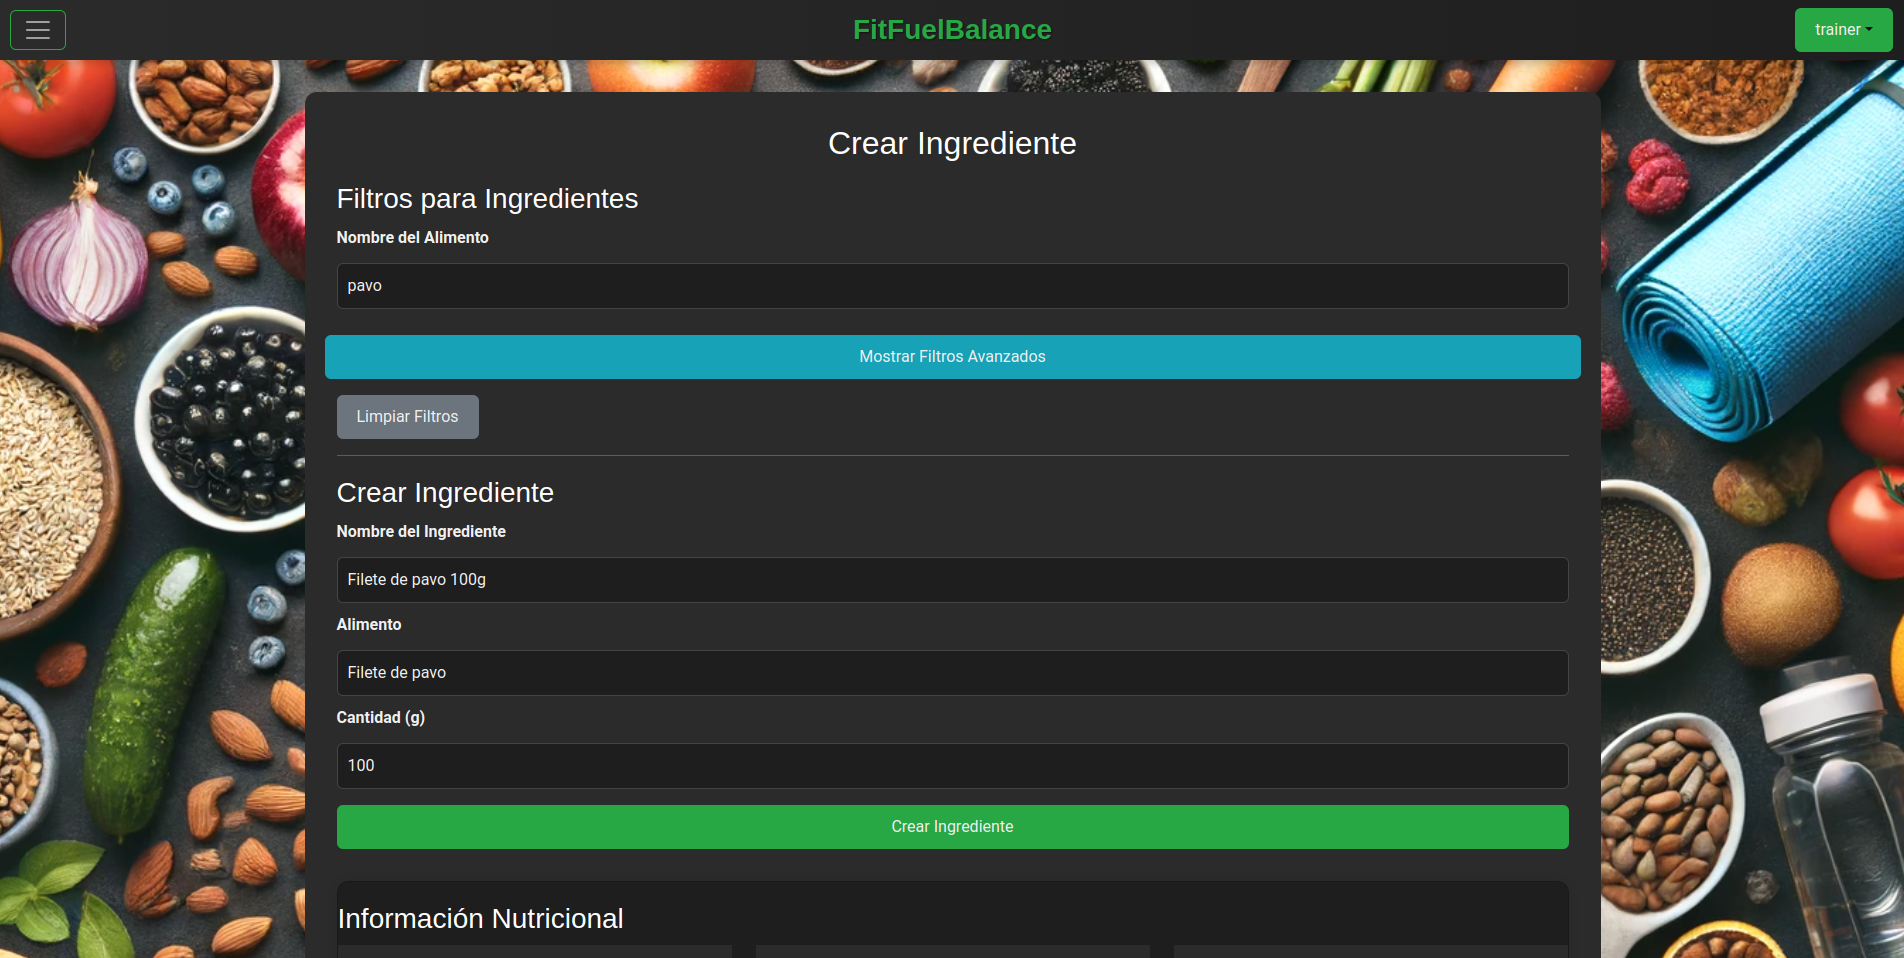 FitFuelBalance
trainer
Crear Ingrediente
Filtros para Ingredientes
Nombre del Alimento
pavo
Mostrar Filtros Avanzados
Limpiar Filtros
Crear Ingrediente
Nombre del Ingrediente
Filete de pavo 100g
Alimento
Filete de pavo
Cantidad (g)
100
Crear Ingrediente
Información Nutricional